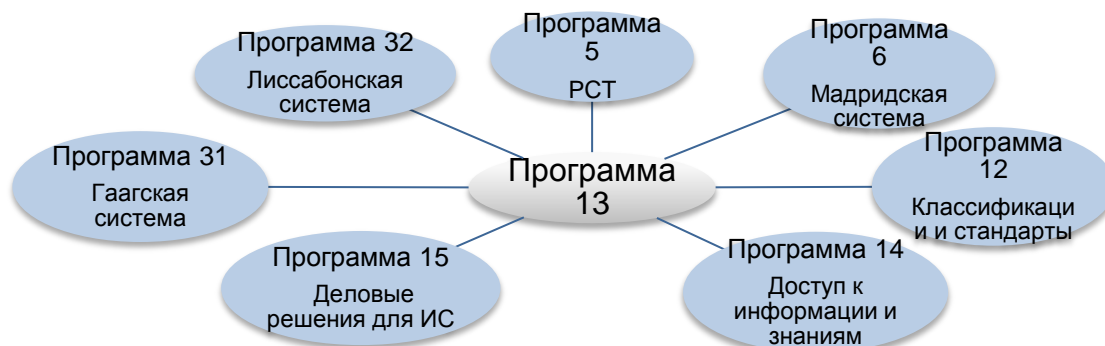 Программа 32
Лиссабонская
система
Программа
5
РСТ
Программа
6
Мадридская
система
Программа 31
Гаагская
система
Программа
13
Программа
12
Классификаци
и и стандарты
Программа 15
Деловые
решения для ИС
Программа 14
Доступ к
информации и
знаниям